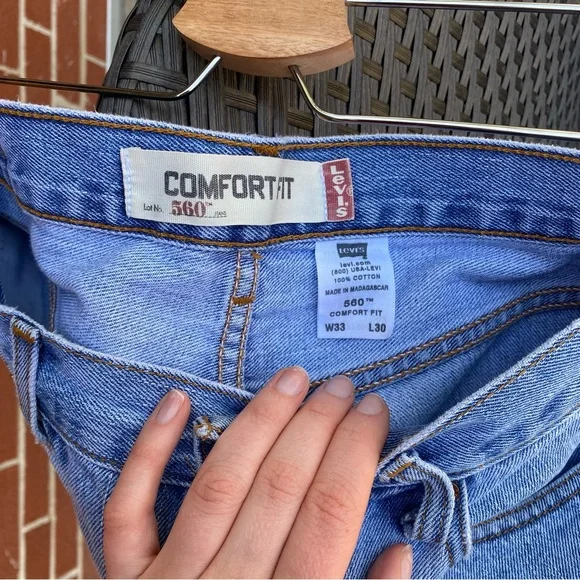 COMFORT FIT
Lot No. 560™ JEANS
LeVI'S
LEVI'S
levi.com
(800) USA-LEVI
100% COTTON
MADE IN MADAGASCAR
560™
COMFORT FIT
W33 L30